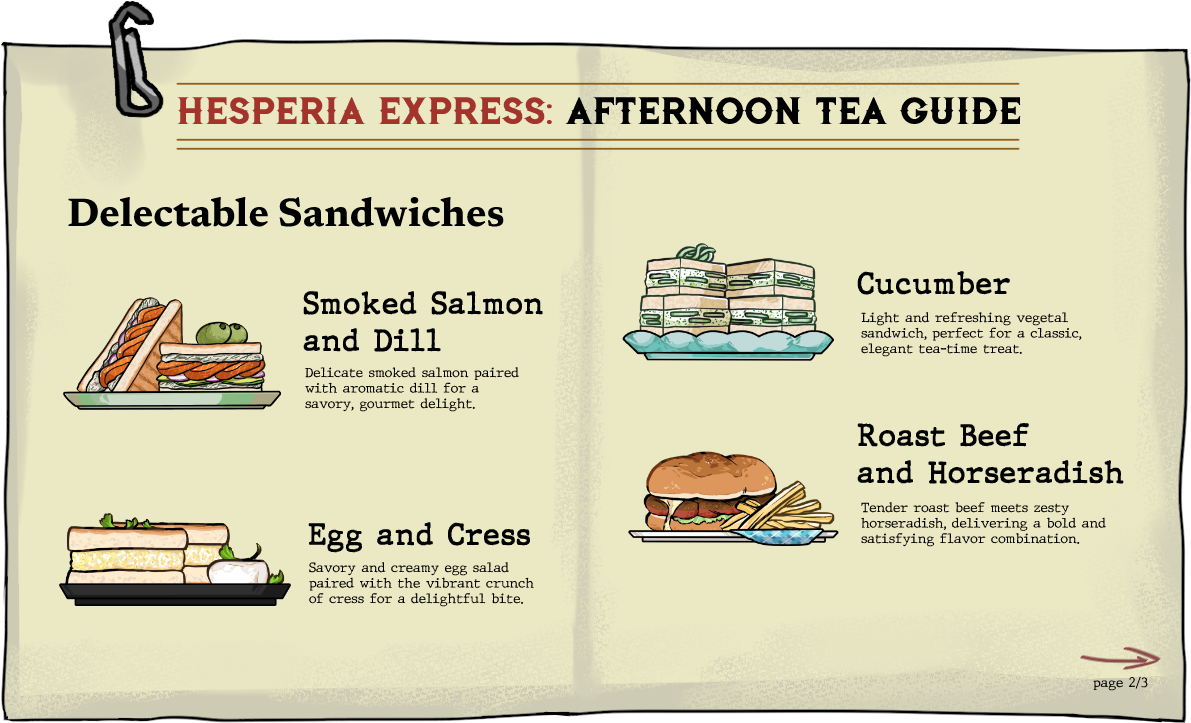 HESPERIA EXPRESS: AFTERNOON TEA GUIDE
Delectable Sandwiches
Smoked Salmon
and Dill
Delicate smoked salmon paired
with aromatic dill for a
savory, gourmet delight.
Egg and Cress
Savory and creamy egg salad
paired with the vibrant crunch
of cress for a delightful bite.
Cucumber
Light and refreshing vegetal
sandwich, perfect for a classic,
elegant tea-time treat.
Roast Beef
and Horseradish
Tender roast beef meets zesty
horseradish, delivering a bold and
satisfying flavor combination.
page 2/3